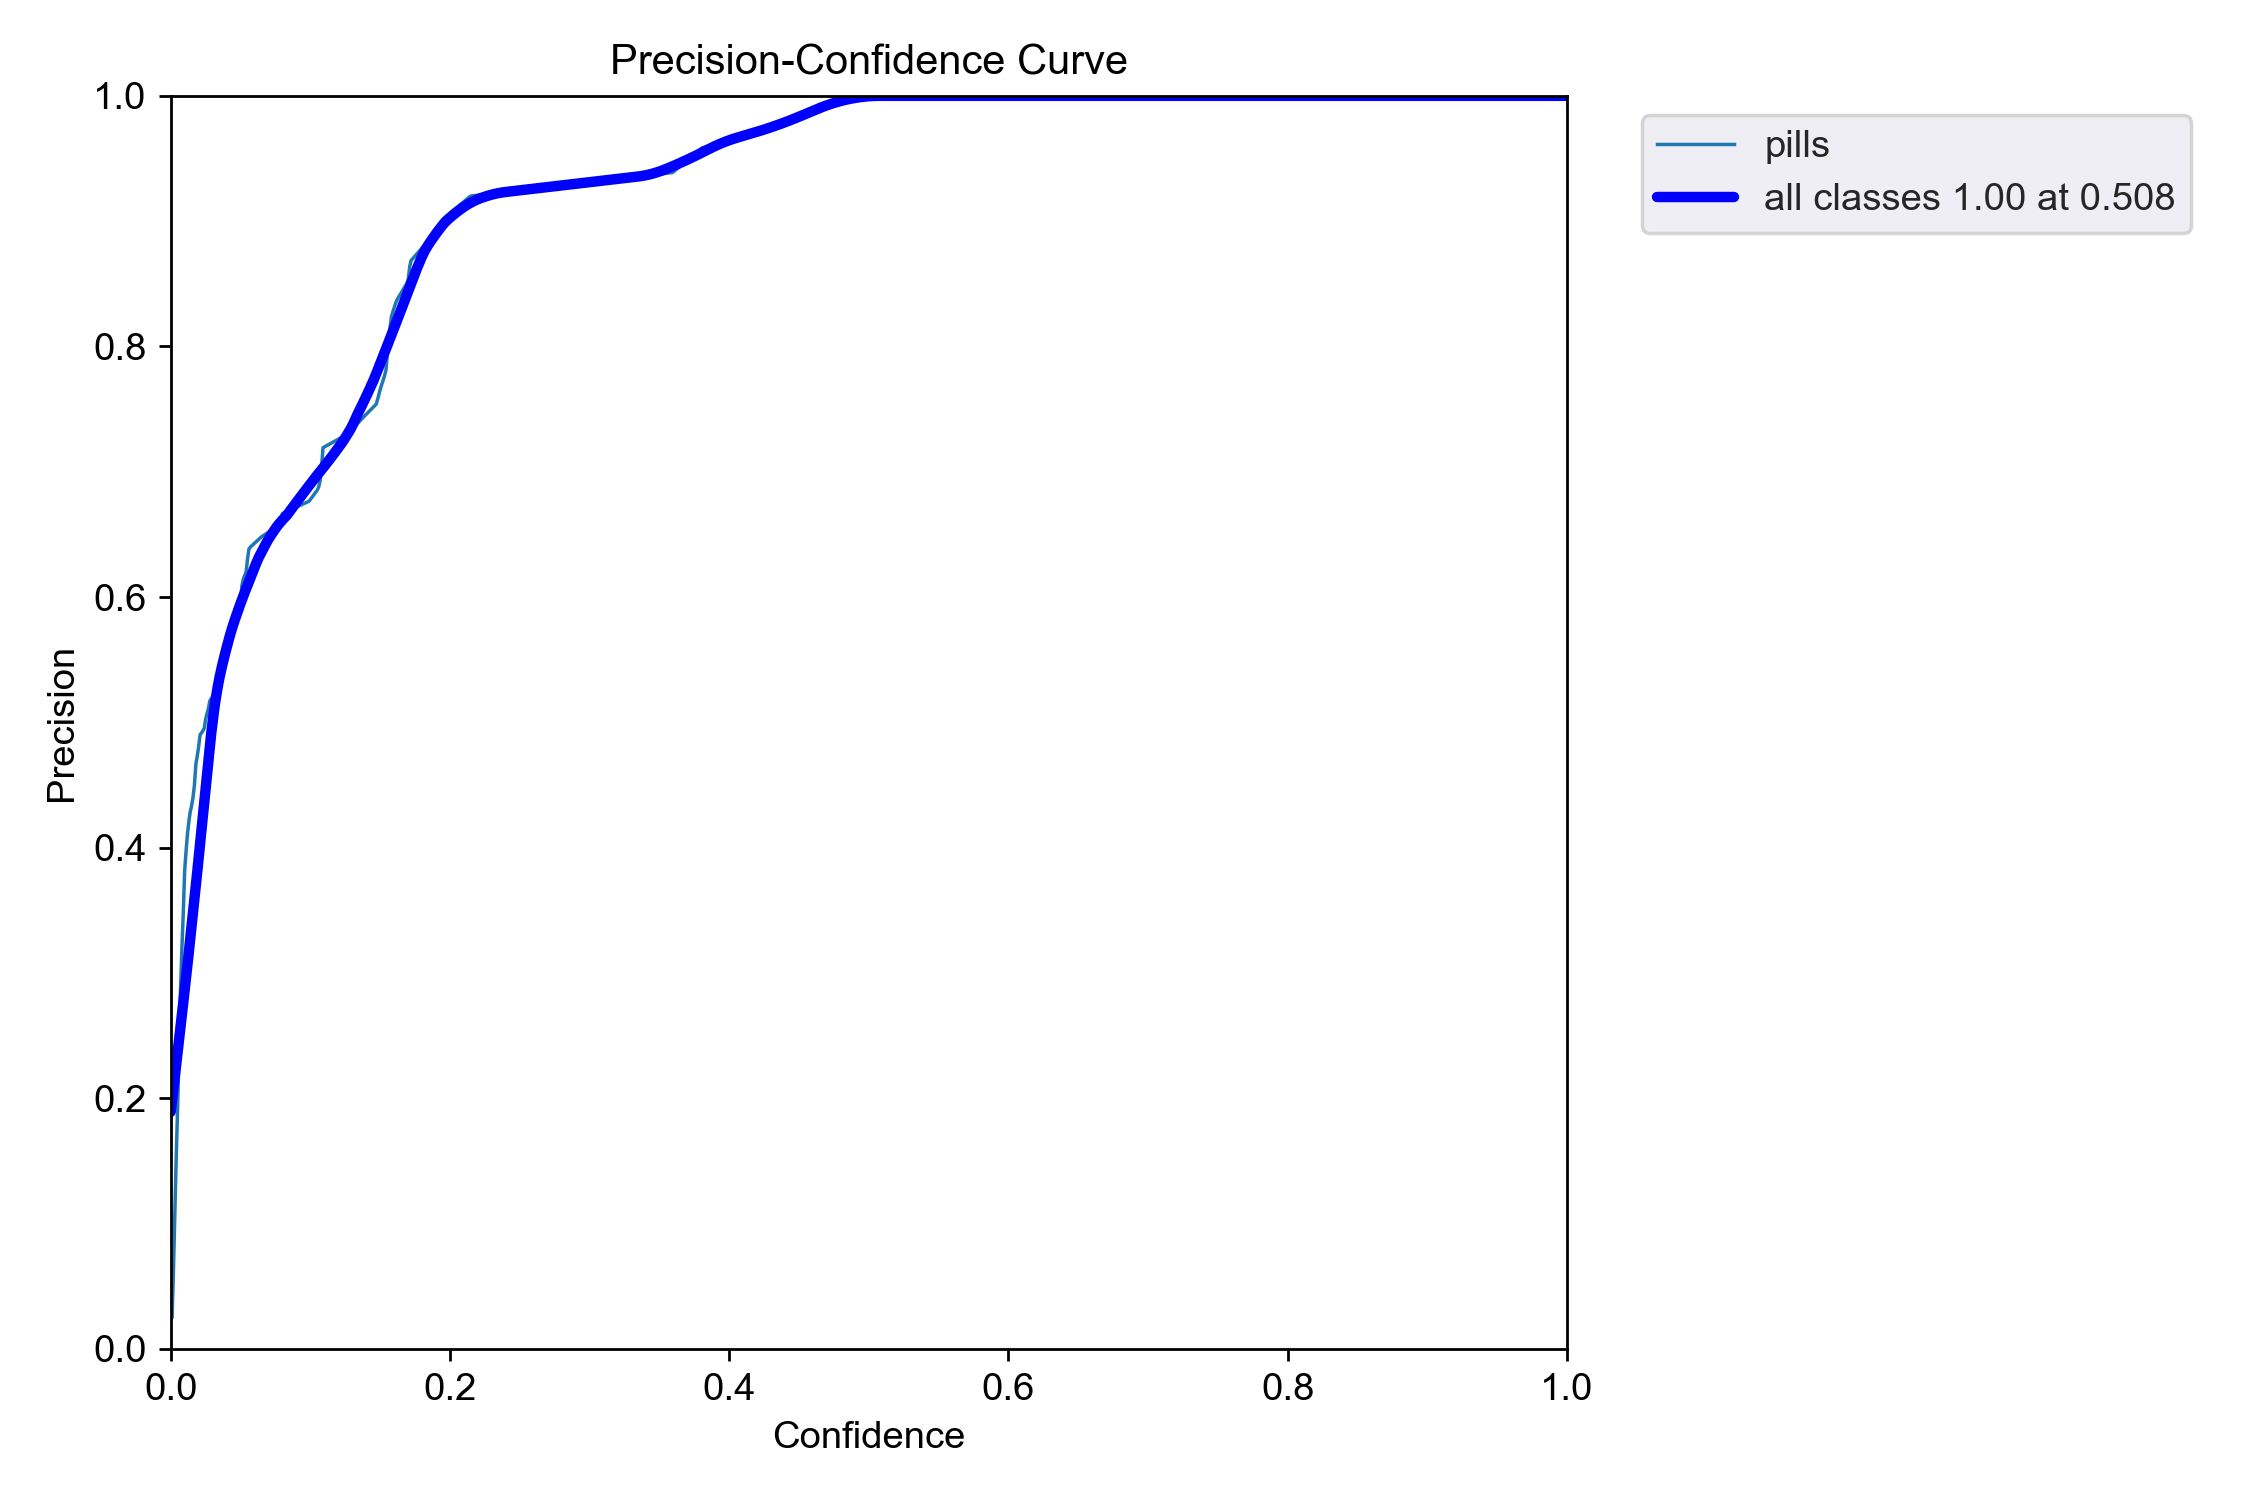 Precision-Confidence Curve
1.0
0.8
0.6
0.4
0.2
0.0
Precision
0.0 0.2 0.4 0.6 0.8 1.0
Confidence
pills
all classes 1.00 at 0.508